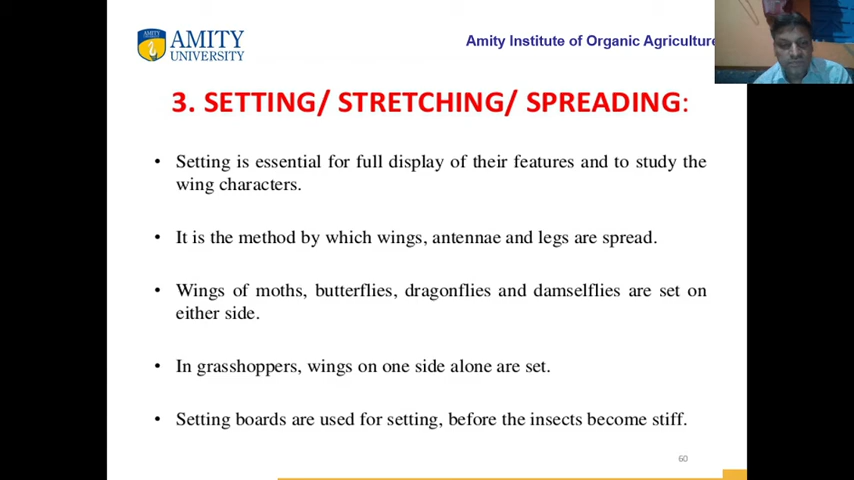 AMITY
AMITY
UNIVERSITY
Amity Institute of Organic Agriculture
3. SETTING/ STRETCHING/ SPREADING:
• Setting is essential for full display of their features and to study the
wing characters.
• It is the method by which wings, antennae and legs are spread.
• Wings of moths, butterflies, dragonflies and damselflies are set on
either side.
• In grasshoppers, wings on one side alone are set.
• Setting boards are used for setting, before the insects become stiff.
60